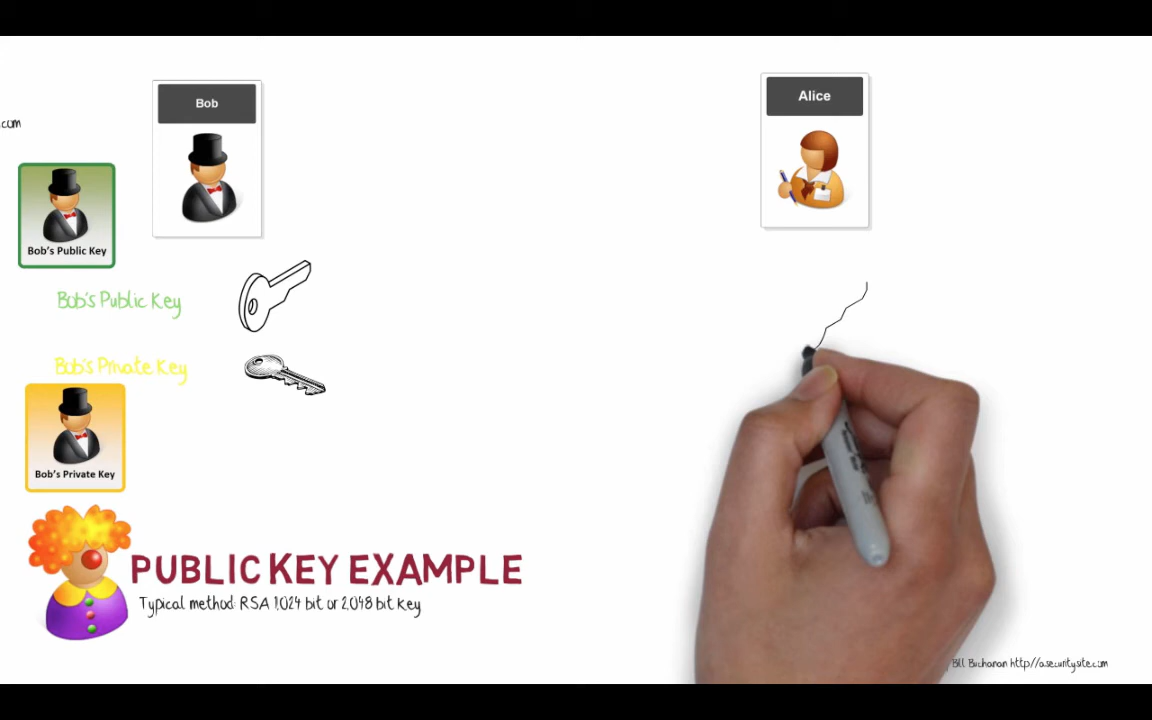 Bob
Alice
.com
Bob's Public Key
Bob's Public Key
Bob's Private Key
Bob's Private Key
PUBLIC KEY EXAMPLE
Typical method: RSA 1,024 bit or 2,048 bit key
Bill Buchanan http://asecuritysite.com